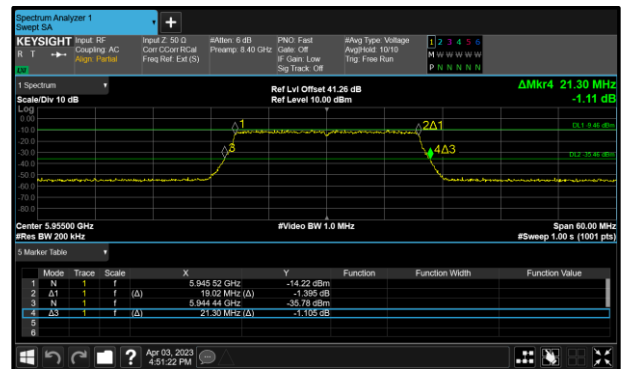 Spectrum Analyzer 1
Swept SA
+
KEYSIGHT Input: RF Input Z: 50 Ω #Atten: 6 dB PNO: Fast #Avg Type: Voltage 1 2 3 4 5 6
R T Coupling: AC Corr CCorr RCal Preamp: 8.40 GHz Gate: Off Avg|Hold: 10/10 M W W W W W
Align: Partial Freq Ref: Ext (S) IF Gain: Low Trig: Free Run
Sig Track: Off P N N N N N
1 Spectrum
Ref Lvl Offset 41.26 dB ΔMkr4 21.30 MHz
Scale/Div 10 dB Ref Level 10.00 dBm -1.11 dB
Log
0.00
-10.0
-20.0
-30.0
-40.0
-50.0
-60.0
-70.0
-80.0
1
2Δ1
DL1 -9.46 dBm
3
4Δ3
DL2 -35.46 dBm
Center 5.95500 GHz #Video BW 1.0 MHz Span 60.00 MHz
#Res BW 200 kHz #Sweep 1.00 s (1001 pts)
5 Marker Table
Mode Trace Scale X Y Function Function Width Function Value
1 N 1 f 5.945 52 GHz -14.22 dBm
2 Δ1 1 f (Δ) 19.02 MHz (Δ) -1.395 dB
3 N 1 f 5.944 44 GHz -35.78 dBm
4 Δ3 1 f (Δ) 21.30 MHz (Δ) -1.105 dB
5
6
? Apr 03, 2023
4:51:22 PM